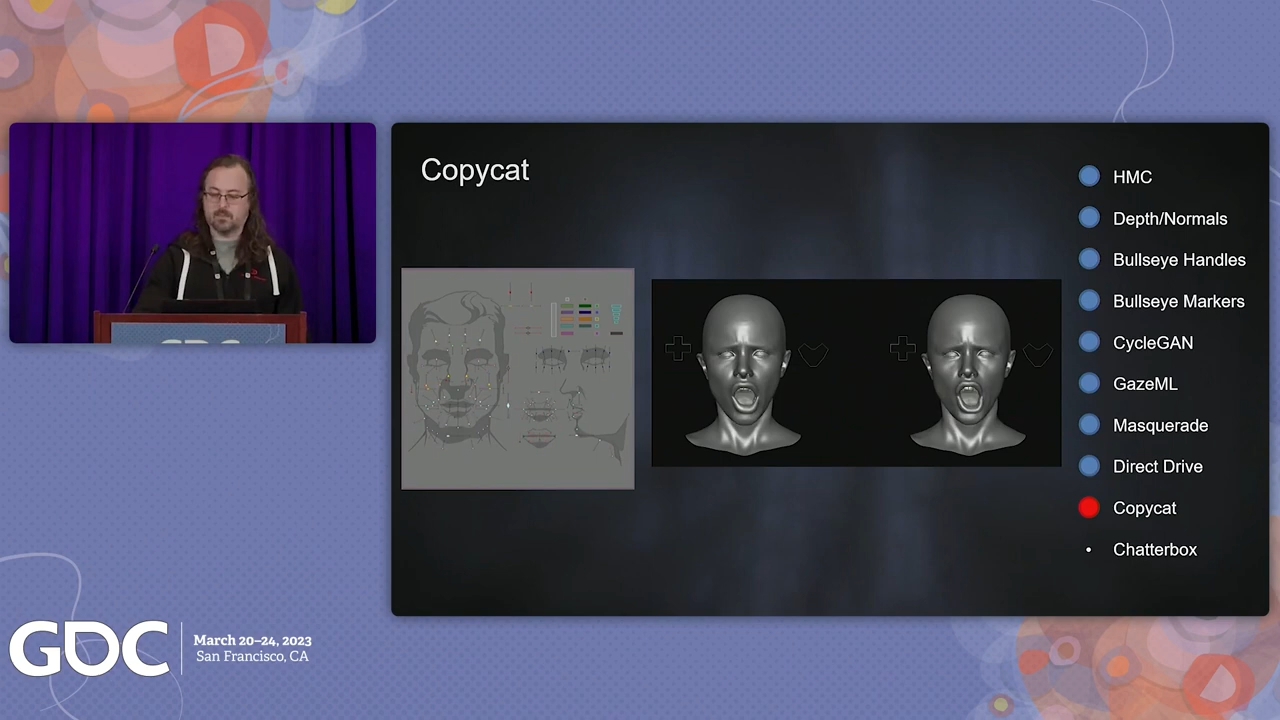 Copycat
HMC
Depth/Normals
Bullseye Handles
Bullseye Markers
CycleGAN
GazeML
Masquerade
Direct Drive
Copycat
Chatterbox
GDC
March 20–24, 2023
San Francisco, CA